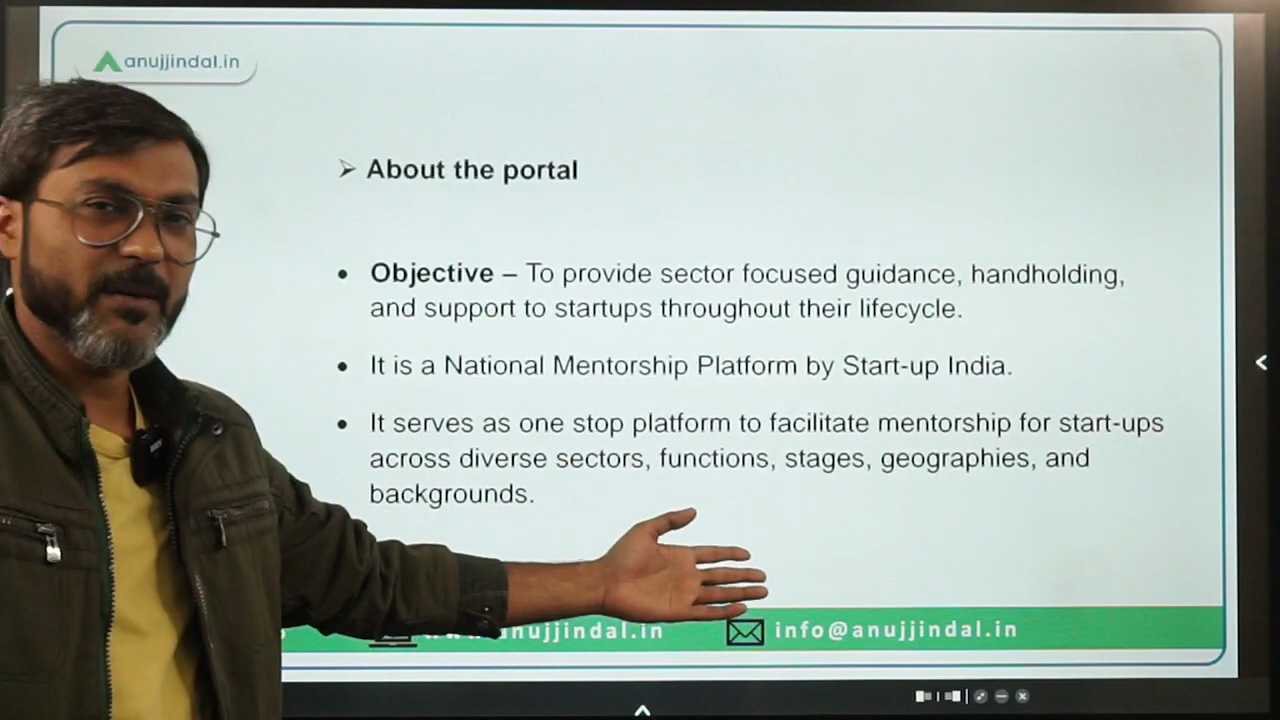 anujjindal.in
➢ About the portal
• Objective – To provide sector focused guidance, handholding,
and support to startups throughout their lifecycle.
• It is a National Mentorship Platform by Start-up India.
• It serves as one stop platform to facilitate mentorship for start-ups
across diverse sectors, functions, stages, geographies, and
backgrounds.
anujjindal.in info@anujjindal.in